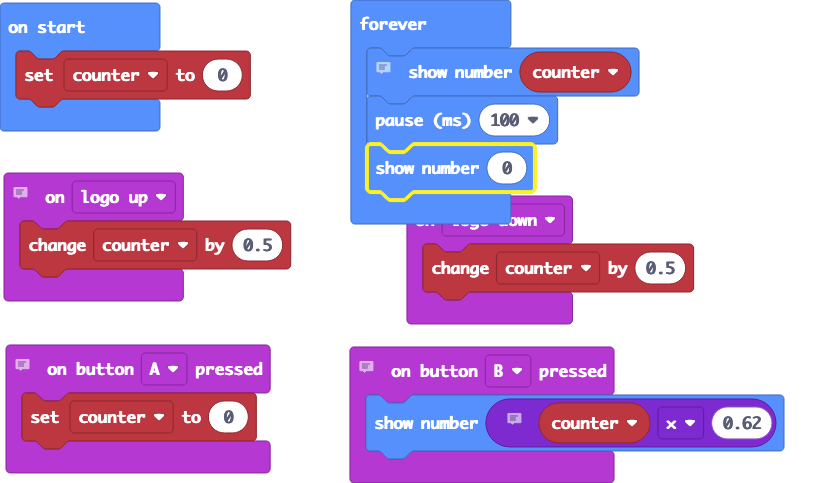 on start
set counter to 0
forever
show number counter
pause (ms) 100
show number 0
on logo up
change counter by 0.5
down
change counter by 0.5
on button A pressed
set counter to 0
on button B pressed
show number counter x 0.62